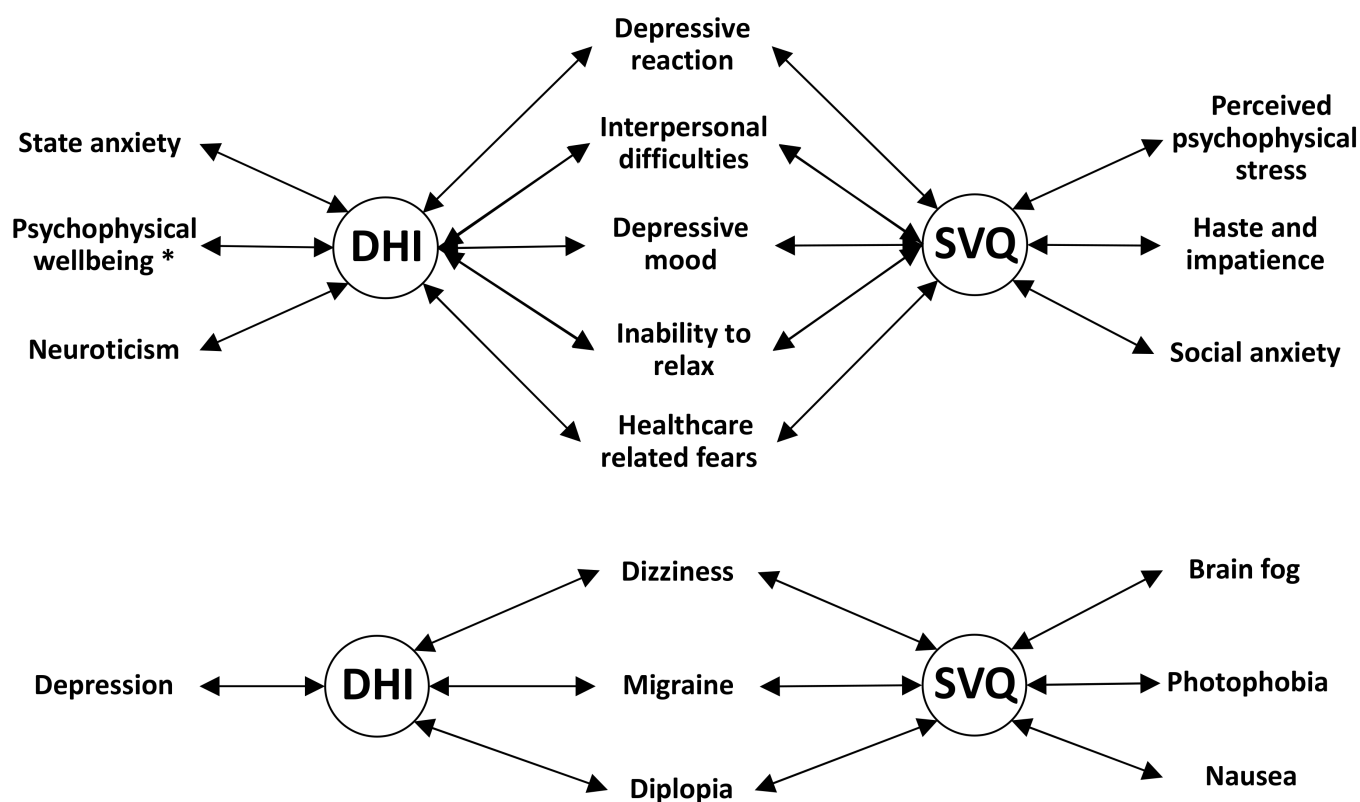 Depressive
reaction
State anxiety
Interpersonal
difficulties
Perceived
psychophysical
stress
Psychophysical
wellbeing *
DHI
Depressive
mood
SVQ
Haste and
impatience
Neuroticism
Inability to
relax
Social anxiety
Healthcare
related fears
Dizziness
Brain fog
Depression
DHI
Migraine
SVQ
Photophobia
Diplopia
Nausea